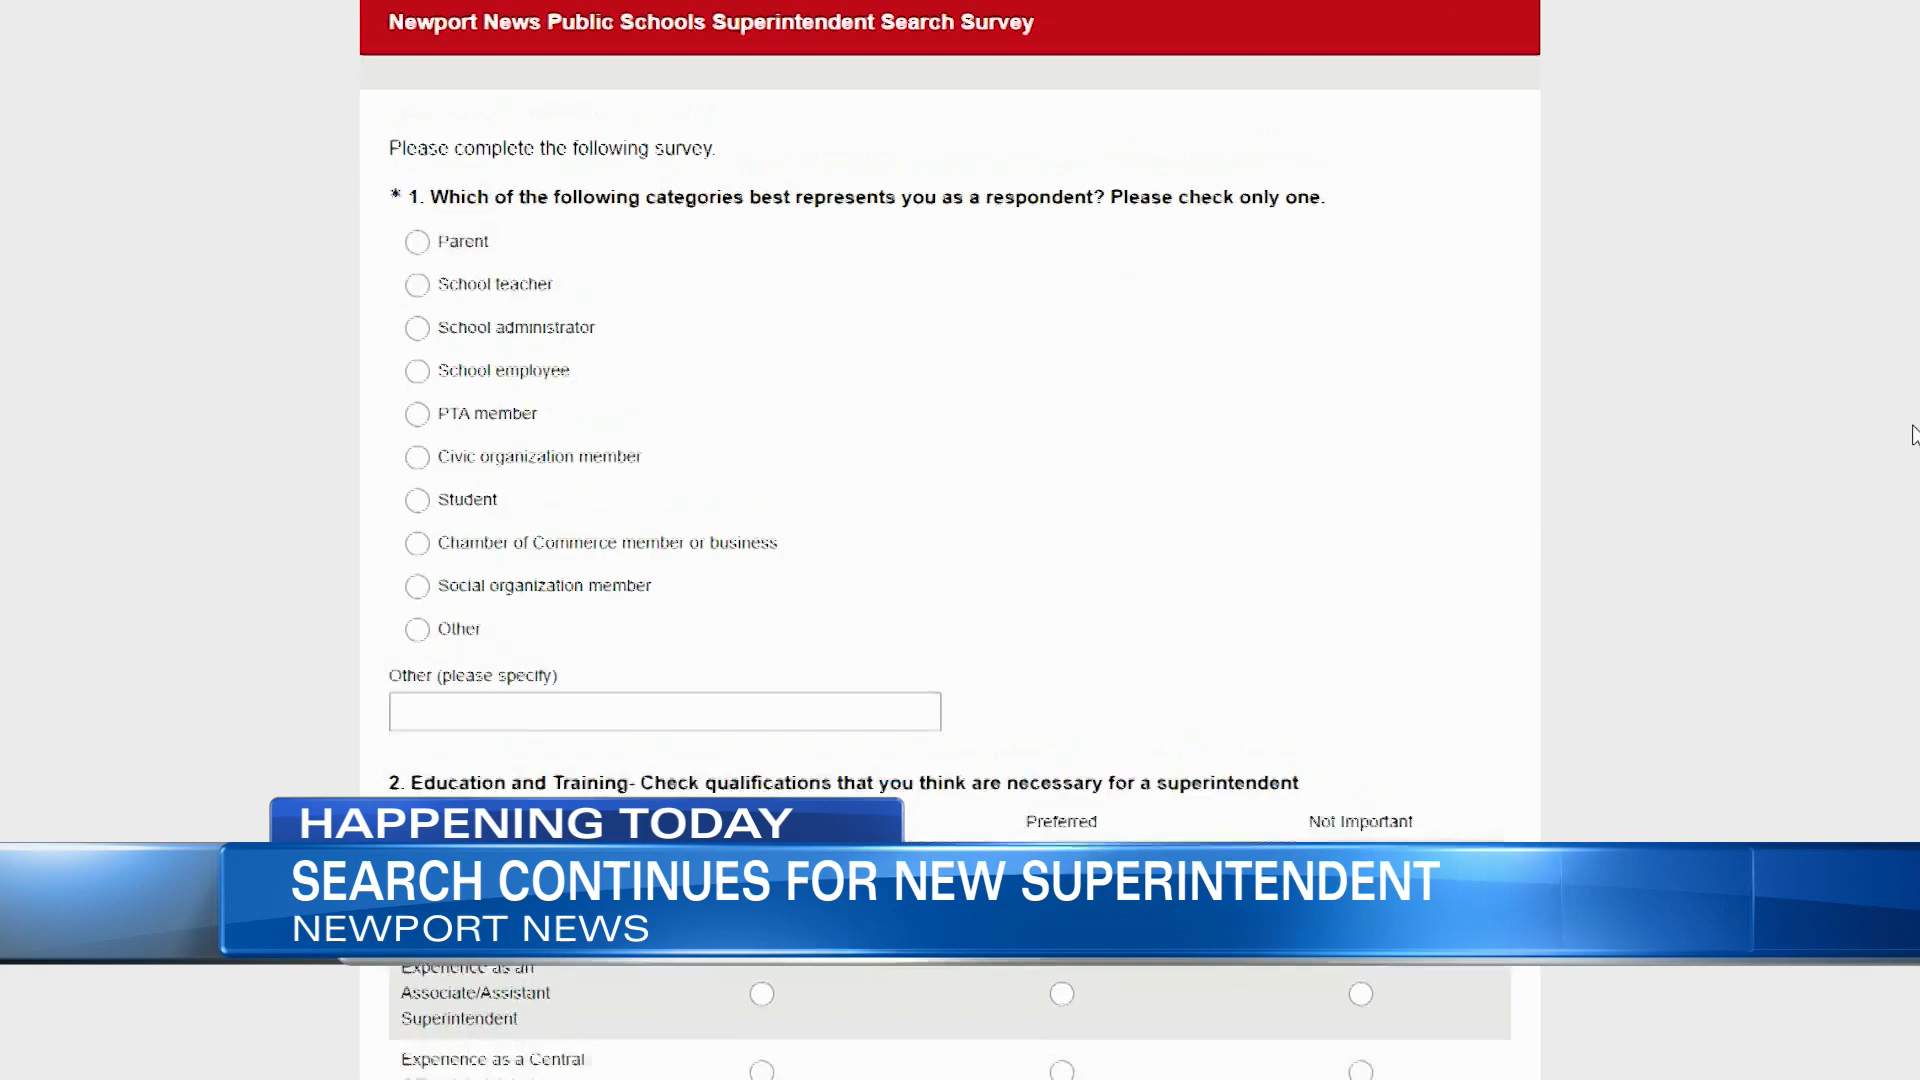 Newport News Public Schools Superintendent Search Survey
Please complete the following survey.
* 1. Which of the following categories best represents you as a respondent? Please check only one.
Parent
School teacher
School administrator
School employee
PTA member
Civic organization member
Student
Chamber of Commerce member or business
Social organization member
Other
Other (please specify)
2. Education and Training- Check qualifications that you think are necessary for a superintendent
Preferred
Not Important
HAPPENING TODAY
SEARCH CONTINUES FOR NEW SUPERINTENDENT
NEWPORT NEWS
Experience as an
Associate/Assistant
Superintendent
Experience as a Central